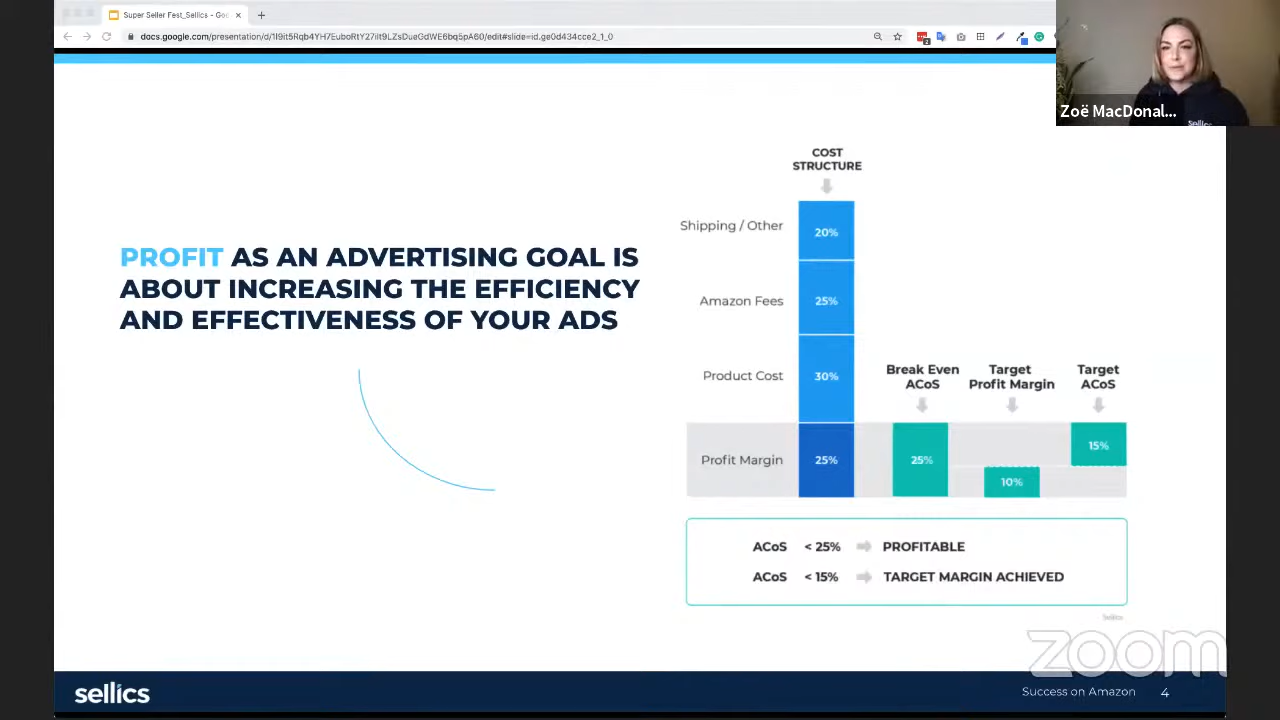 Super Seller Fest_Sellics - Goo
docs.google.com/presentation/d/1I9it5Rqb4YH7EuboRtY27iIt9LZsDueGdWE6bq5pA60/edit#slide=id.ge0d434cce2_1_0
Zoë MacDonal...
sellics
PROFIT AS AN ADVERTISING GOAL IS
ABOUT INCREASING THE EFFICIENCY
AND EFFECTIVENESS OF YOUR ADS
COST
STRUCTURE
Shipping / Other 20%
Amazon Fees 25%
Product Cost 30%
Break Even
ACoS
Target
Profit Margin
Target
ACoS
Profit Margin 25% 25% 10% 15%
ACoS < 25% PROFITABLE
ACoS < 15% TARGET MARGIN ACHIEVED
Sellics
zoom
sellics
Success on Amazon 4